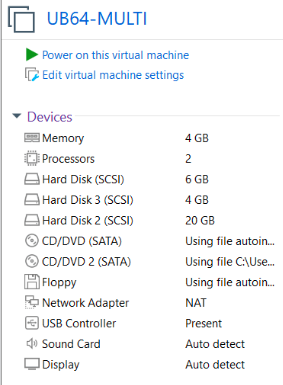 UB64-MULTI
Power on this virtual machine
Edit virtual machine settings
Devices
Memory 4 GB
Processors 2
Hard Disk (SCSI) 6 GB
Hard Disk 3 (SCSI) 4 GB
Hard Disk 2 (SCSI) 20 GB
CD/DVD (SATA) Using file autoin...
CD/DVD 2 (SATA) Using file C:\Use...
Floppy Using file autoin...
Network Adapter NAT
USB Controller Present
Sound Card Auto detect
Display Auto detect